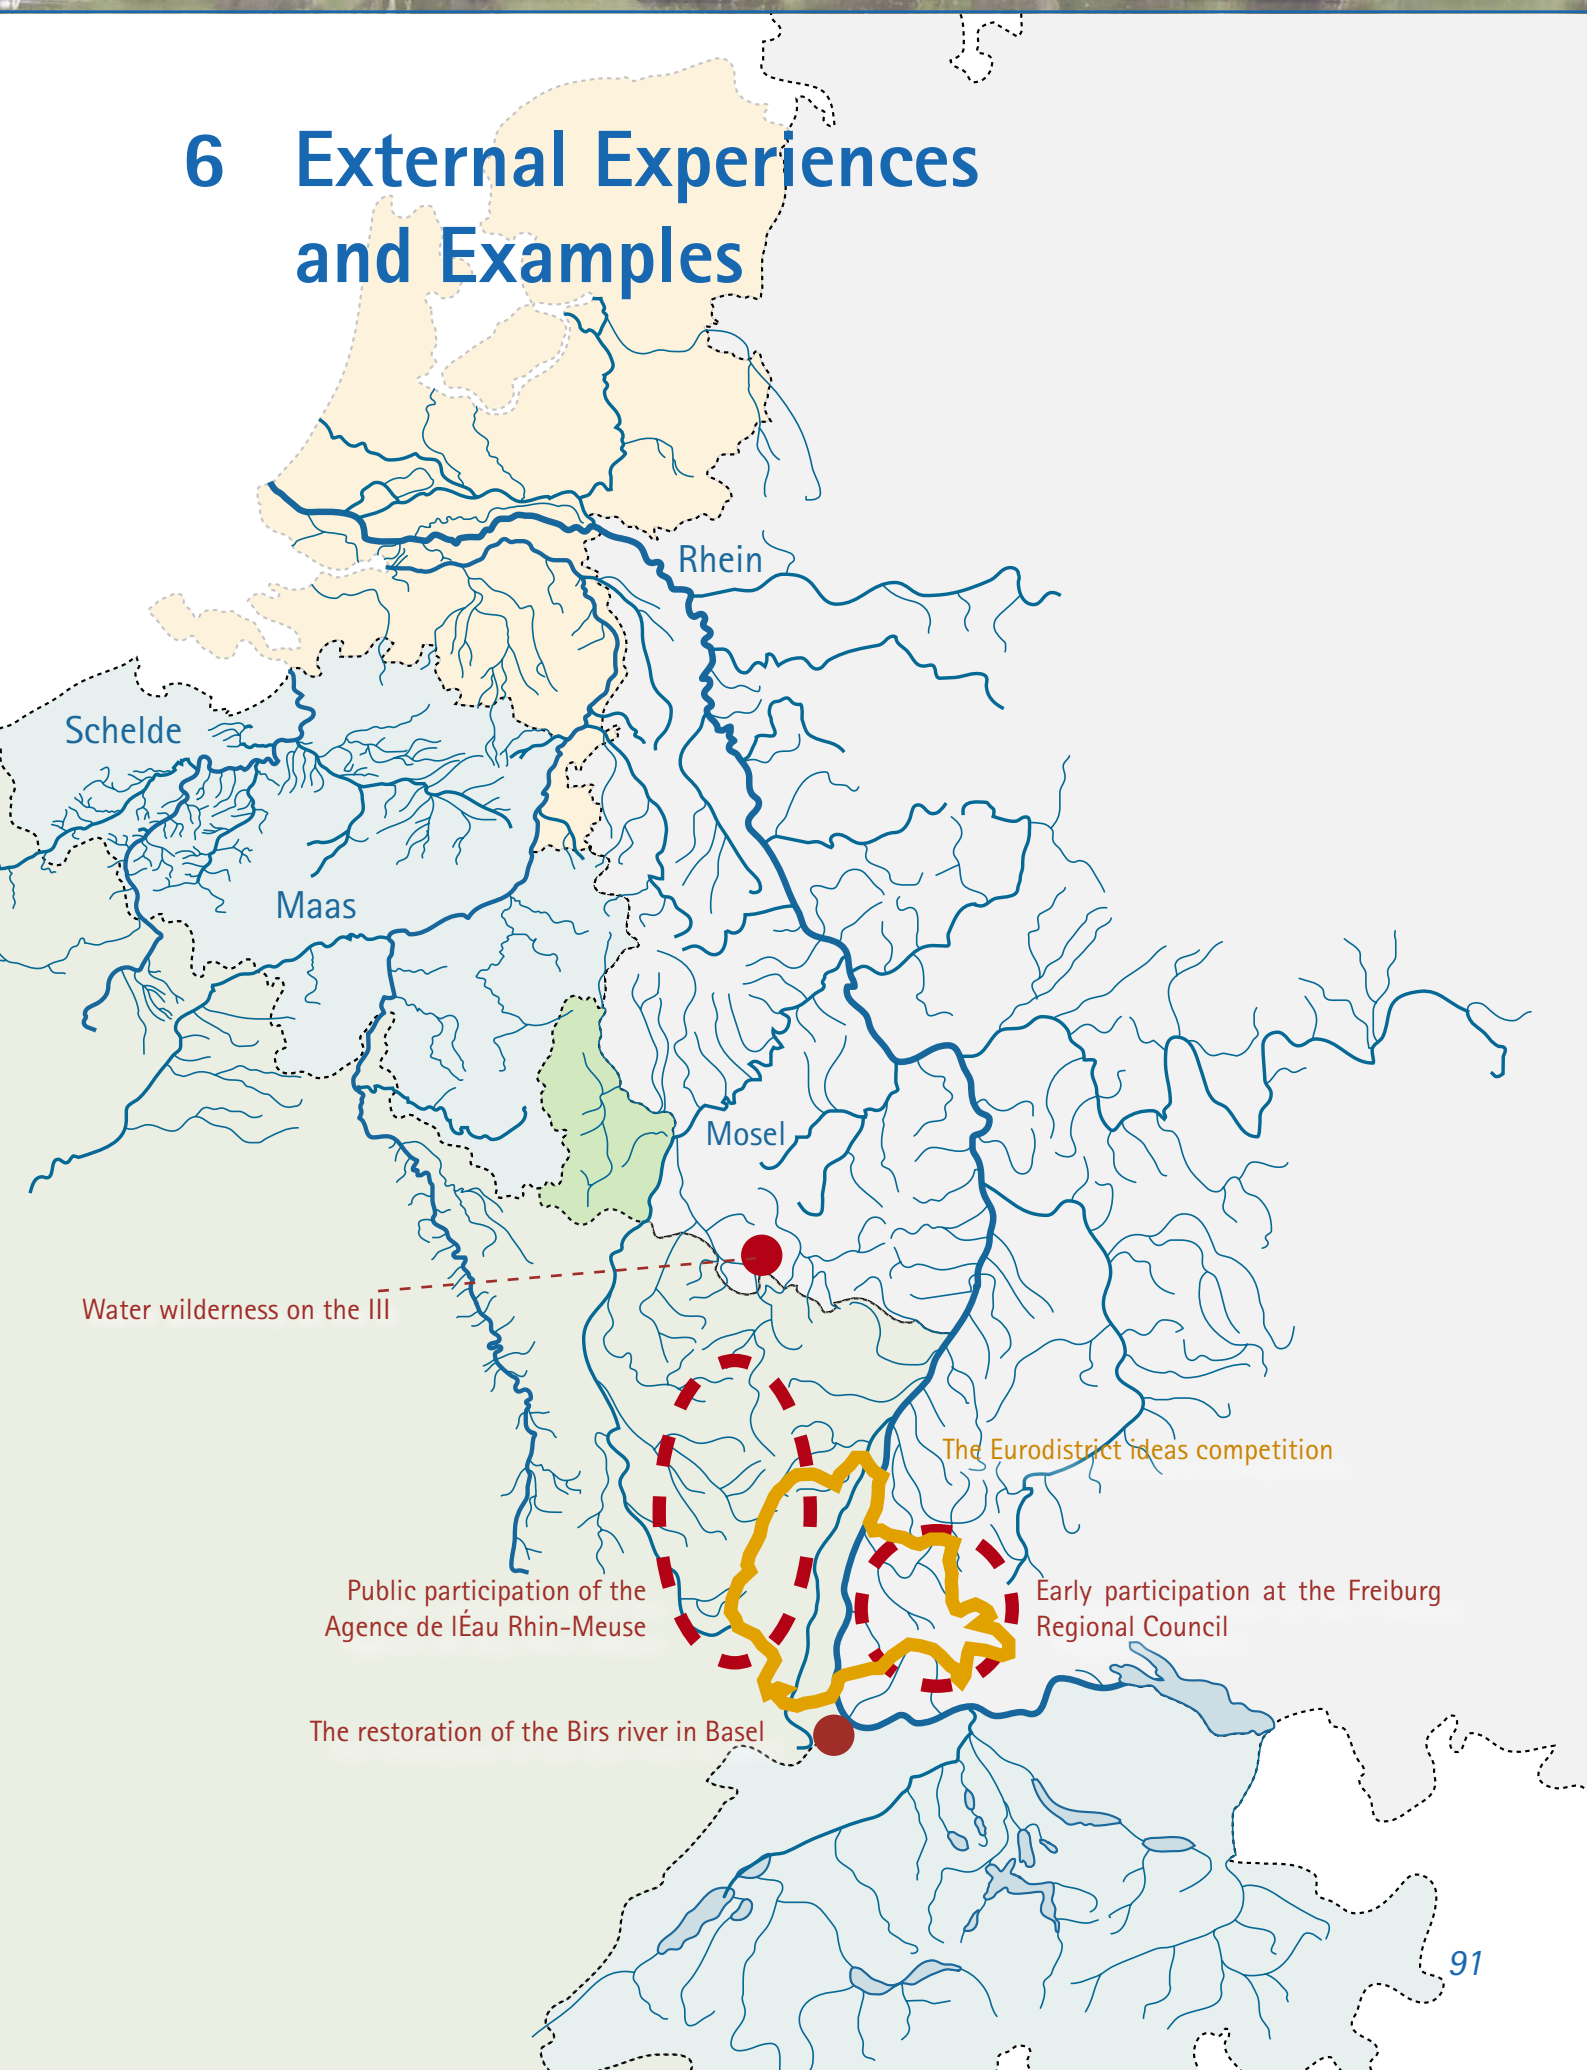 6 External Experiences
and Examples
Rhein
Schelde
Maas
Mosel
Water wilderness on the Ill
The Eurodistrict ideas competition
Public participation of the
Agence de lÉau Rhin-Meuse
Early participation at the Freiburg
Regional Council
The restoration of the Birs river in Basel
91